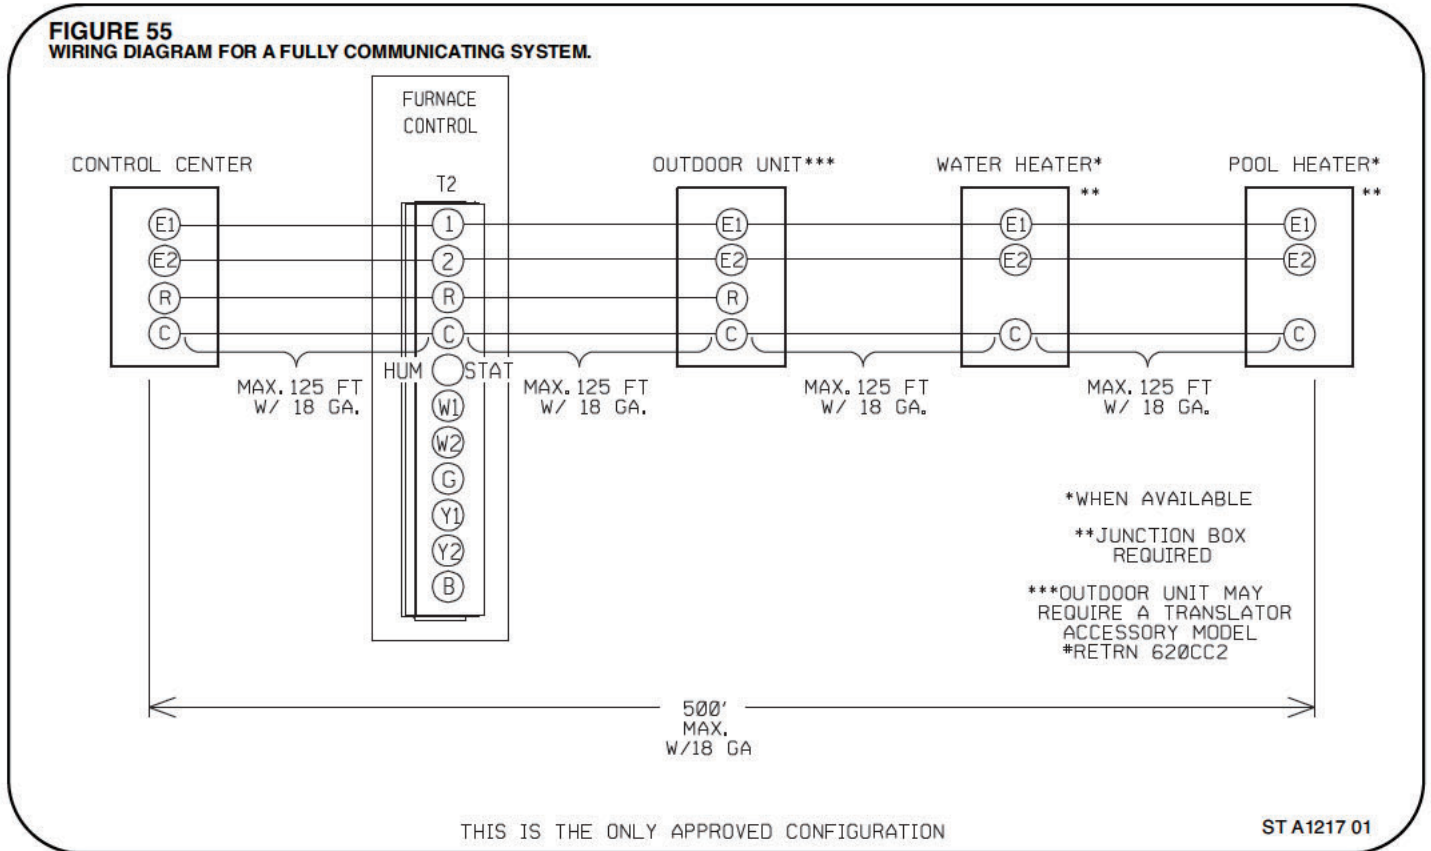 FIGURE 55
WIRING DIAGRAM FOR A FULLY COMMUNICATING SYSTEM.
FURNACE
CONTROL
CONTROL CENTER
OUTDOOR UNIT***
WATER HEATER*
**
POOL HEATER*
**
T2
E1
1
E1
E1
E1
E2
2
E2
E2
E2
R
R
R
C
C
C
C
C
HUM STAT
MAX. 125 FT
W/ 18 GA.
MAX. 125 FT
W/ 18 GA.
MAX. 125 FT
W/ 18 GA.
MAX. 125 FT
W/ 18 GA.
W1
W2
G
Y1
Y2
B
*WHEN AVAILABLE
**JUNCTION BOX
REQUIRED
***OUTDOOR UNIT MAY
REQUIRE A TRANSLATOR
ACCESSORY MODEL
#RETRN 620CC2
500'
MAX.
W/18 GA
THIS IS THE ONLY APPROVED CONFIGURATION
ST A1217 01